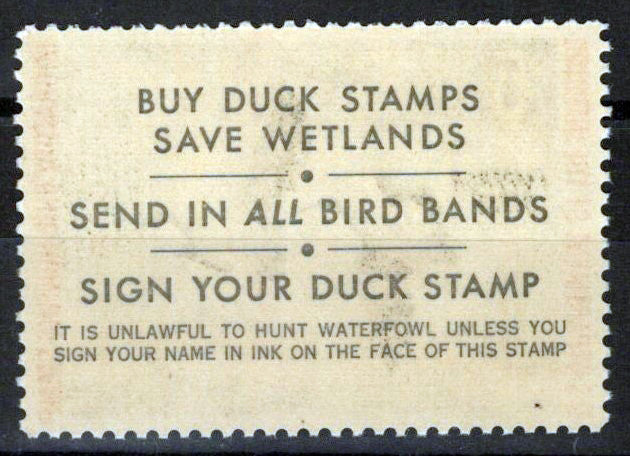 BUY DUCK STAMPS
SAVE WETLANDS
SEND IN ALL BIRD BANDS
SIGN YOUR DUCK STAMP
IT IS UNLAWFUL TO HUNT WATERFOWL UNLESS YOU
SIGN YOUR NAME IN INK ON THE FACE OF THIS STAMP